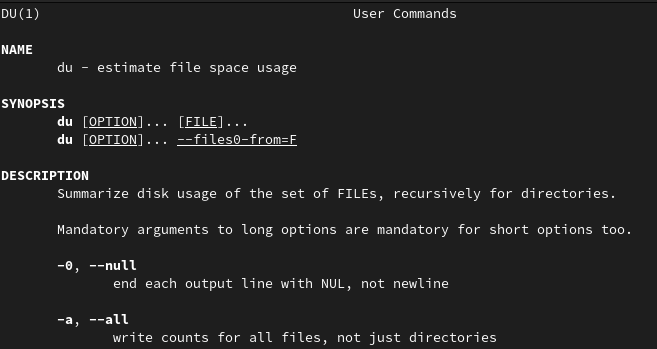 DU(1) User Commands
NAME
du - estimate file space usage
SYNOPSIS
du [OPTION]... [FILE]...
du [OPTION]... --files0-from=F
DESCRIPTION
Summarize disk usage of the set of FILEs, recursively for directories.
Mandatory arguments to long options are mandatory for short options too.
-0, --null
end each output line with NUL, not newline
-a, --all
write counts for all files, not just directories